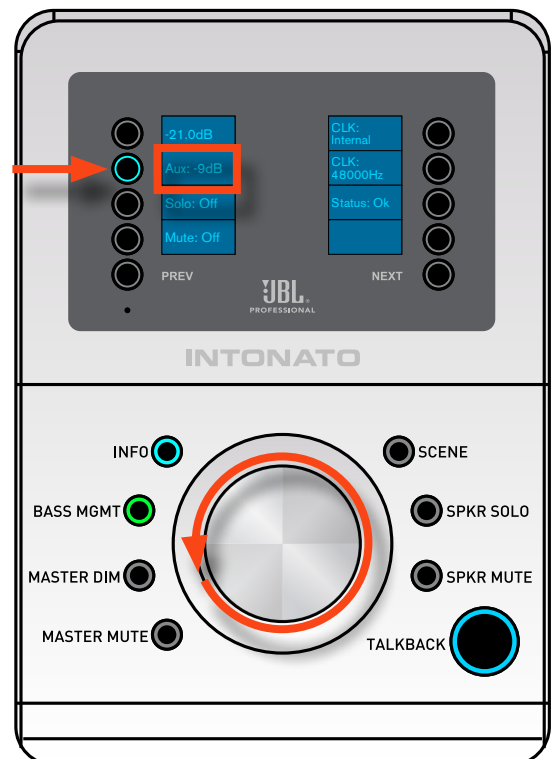 -21.0dB
Aux: -9dB
Solo: Off
Mute: Off
CLK:
Internal
CLK:
48000Hz
Status: Ok
PREV
NEXT
JBL
PROFESSIONAL
INTONATO
INFO
BASS MGMT
MASTER DIM
MASTER MUTE
SCENE
SPKR SOLO
SPKR MUTE
TALKBACK